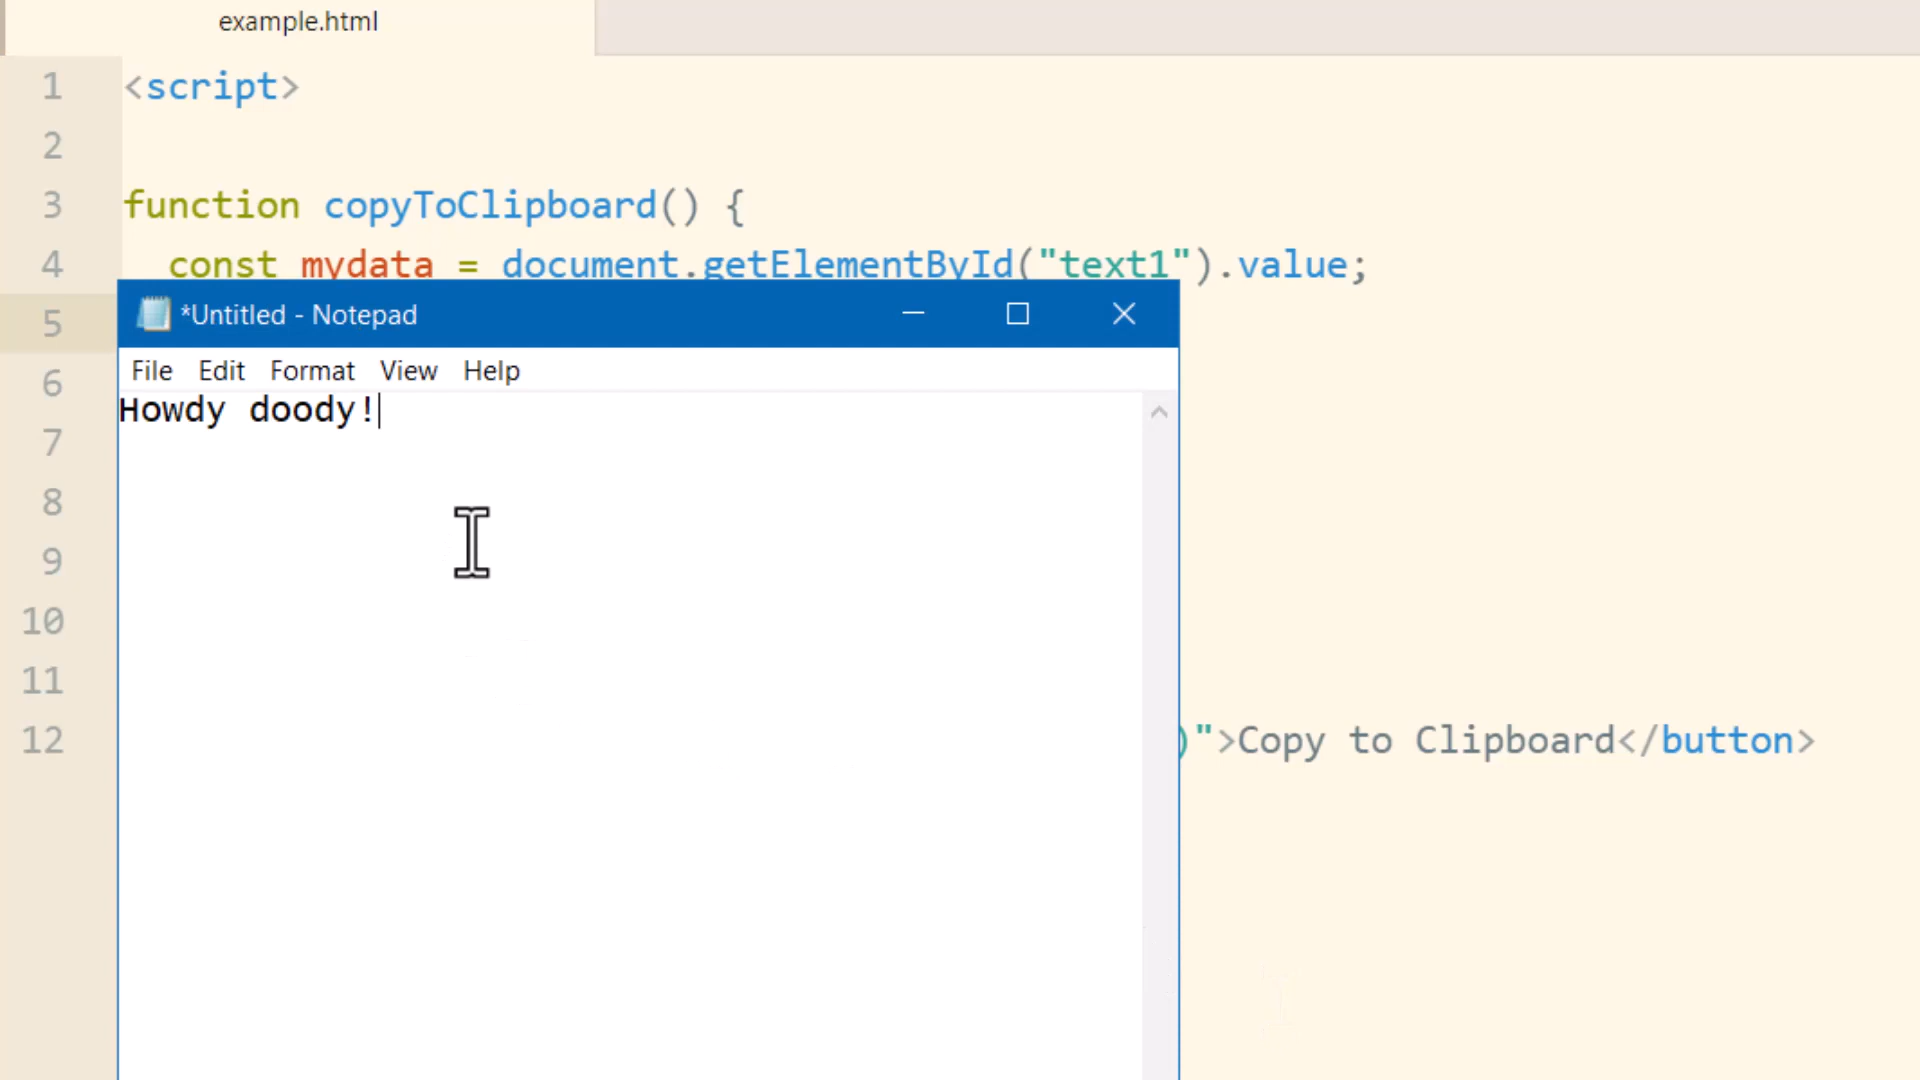 example.html
1 <script>
2
3 function copyToClipboard() {
4 const mydata = document.getElementById("text1").value;
5
*Untitled - Notepad
File Edit Format View Help
6
Howdy doody!
7
8
9
10
11
12 )">Copy to Clipboard</button>